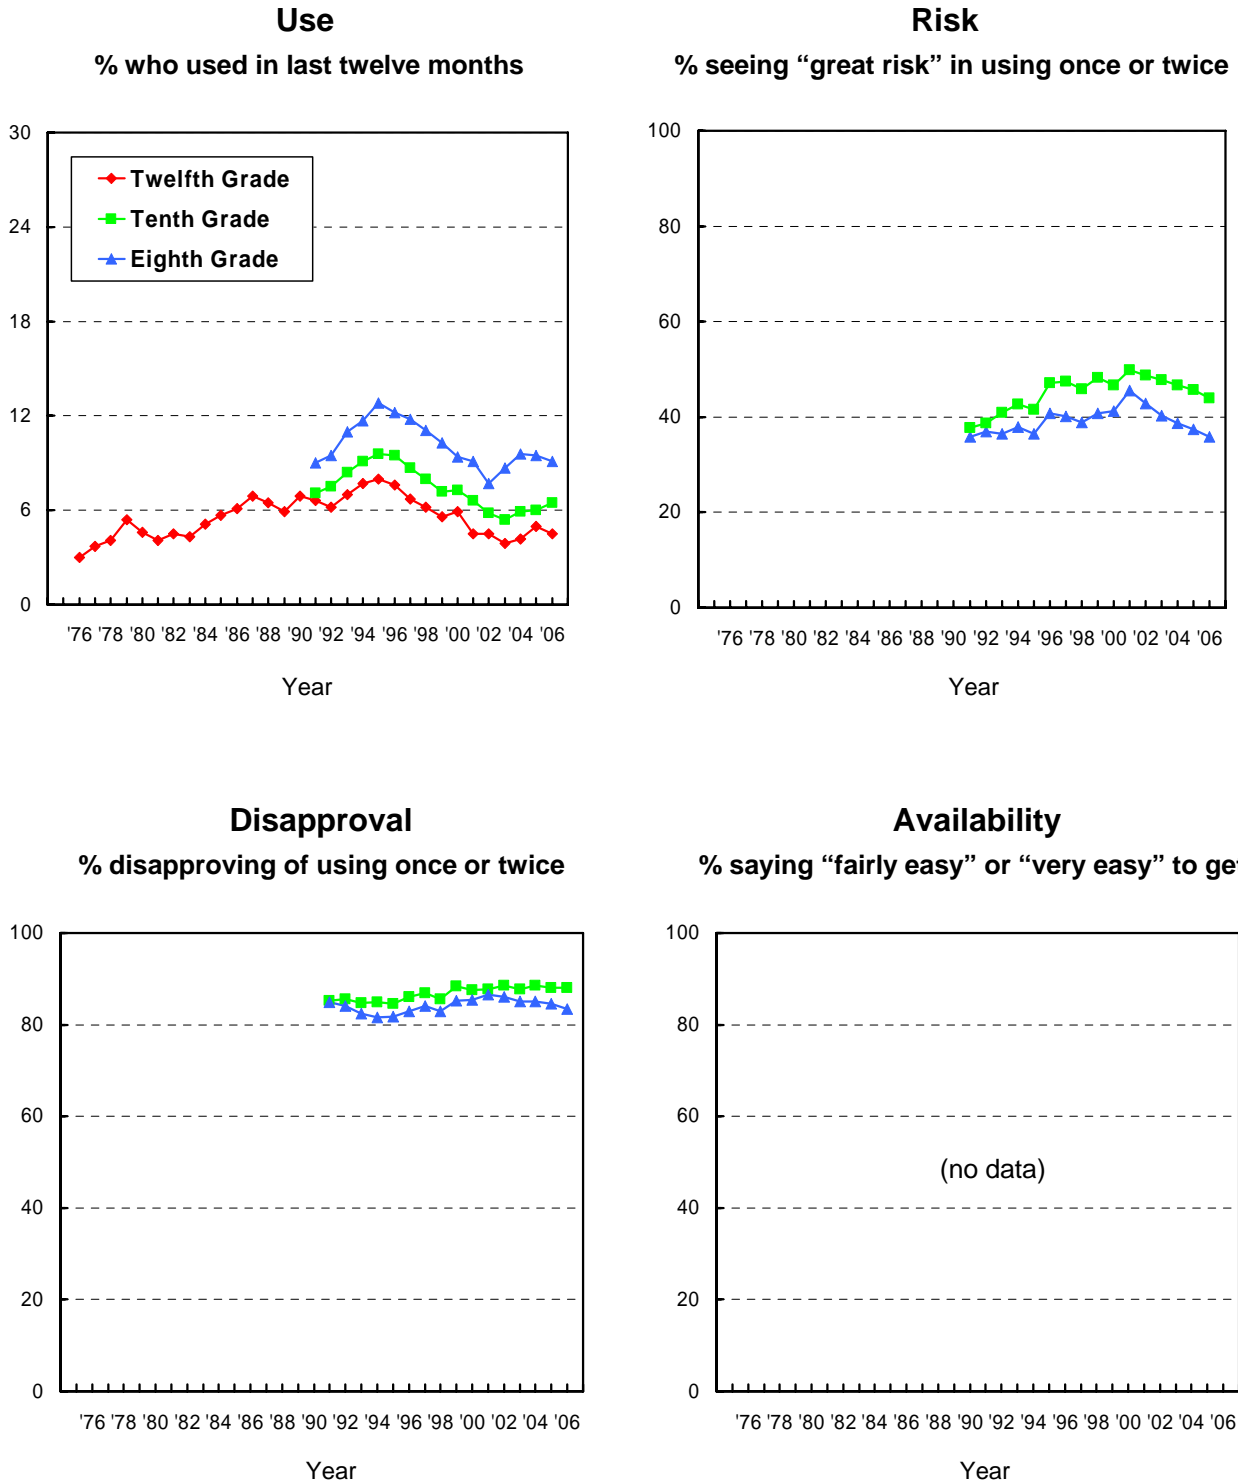 Use
% who used in last twelve months
30
24
18
12
6
0
Twelfth Grade
Tenth Grade
Eighth Grade
'76 '78 '80 '82 '84 '86 '88 '90 '92 '94 '96 '98 '00 '02 '04 '06
Year
Risk
% seeing “great risk” in using once or twice
100
80
60
40
20
0
'76 '78 '80 '82 '84 '86 '88 '90 '92 '94 '96 '98 '00 '02 '04 '06
Year
Disapproval
% disapproving of using once or twice
100
80
60
40
20
0
'76 '78 '80 '82 '84 '86 '88 '90 '92 '94 '96 '98 '00 '02 '04 '06
Year
Availability
% saying “fairly easy” or “very easy” to get
100
80
60
40
20
0
(no data)
'76 '78 '80 '82 '84 '86 '88 '90 '92 '94 '96 '98 '00 '02 '04 '06
Year